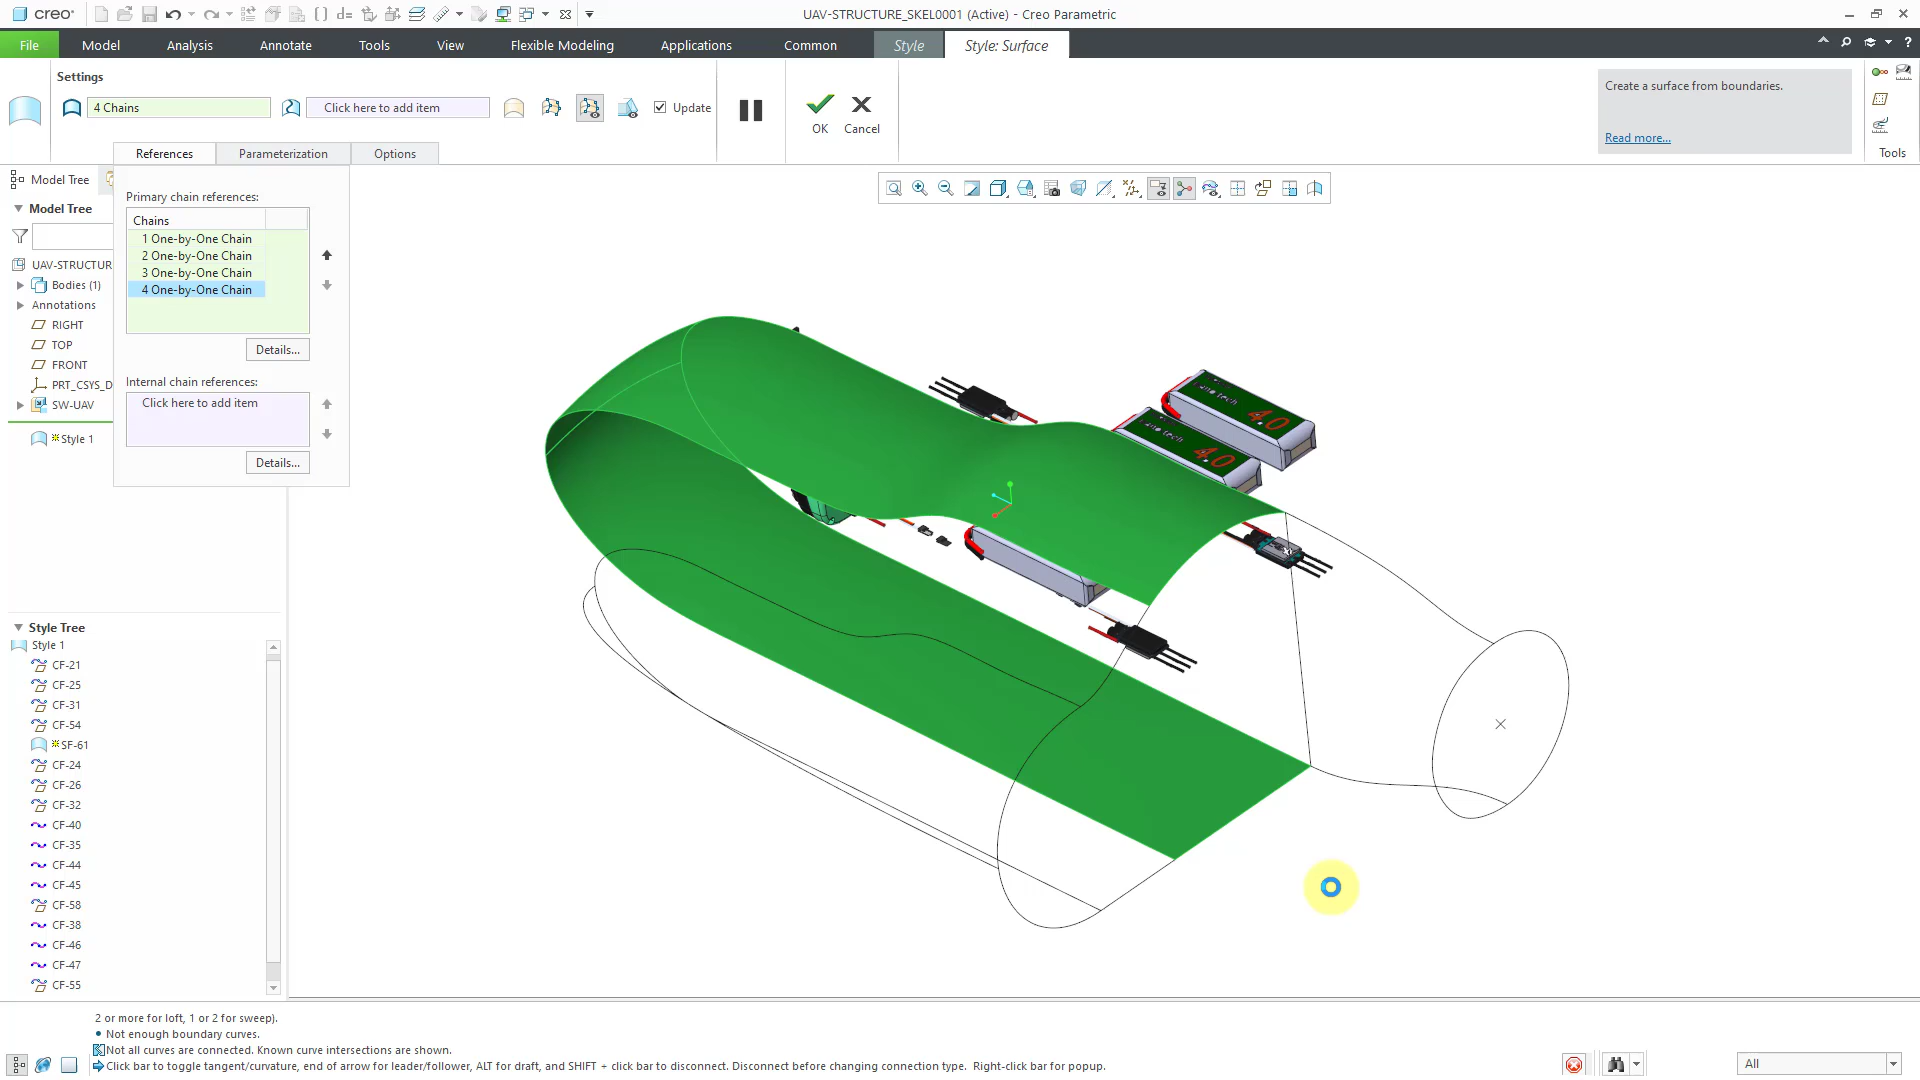 creo
UAV-STRUCTURE_SKEL0001 (Active) - Creo Parametric
File
Model
Analysis
Annotate
Tools
View
Flexible Modeling
Applications
Common
Style
Style: Surface
Settings
4 Chains
Click here to add item
Update
OK
Cancel
Create a surface from boundaries.
Read more...
Tools
References
Parameterization
Options
Model Tree
Model Tree
UAV-STRUCTUR
Bodies (1)
Annotations
RIGHT
TOP
FRONT
PRT_CSYS_D
SW-UAV
Style 1
Primary chain references:
Chains
1 One-by-One Chain
2 One-by-One Chain
3 One-by-One Chain
4 One-by-One Chain
Details...
Internal chain references:
Click here to add item
Details...
4.0
4.0
Style Tree
Style 1
CF-21
CF-25
CF-31
CF-54
SF-61
CF-24
CF-26
CF-32
CF-40
CF-35
CF-44
CF-45
CF-58
CF-38
CF-46
CF-47
CF-55
2 or more for loft, 1 or 2 for sweep).
Not enough boundary curves.
Not all curves are connected. Known curve intersections are shown.
Click bar to toggle tangent/curvature, end of arrow for leader/follower, ALT for draft, and SHIFT + click bar to disconnect. Disconnect before changing connection type. Right-click bar for popup.
All